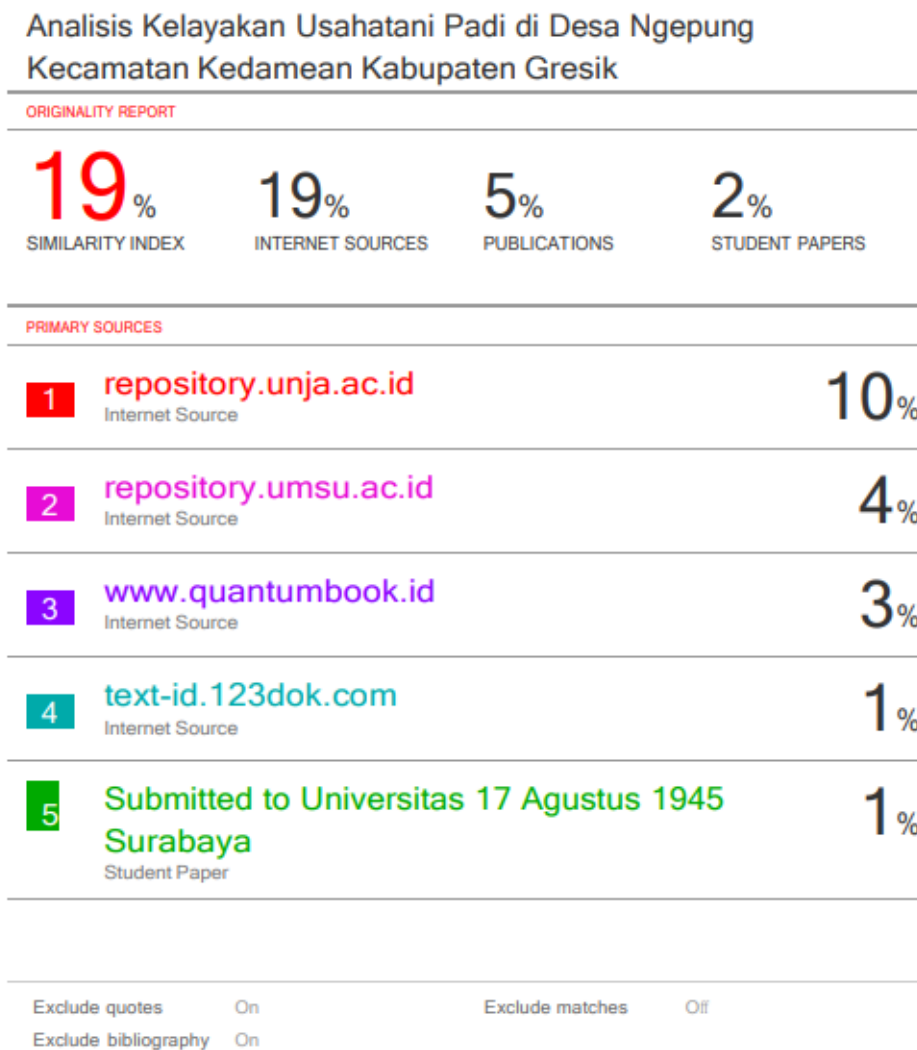 Analisis Kelayakan Usahatani Padi di Desa Ngepung
Kecamatan Kedamean Kabupaten Gresik
ORIGINALITY REPORT
19% 19% 5% 2%
SIMILARITY INDEX INTERNET SOURCES PUBLICATIONS STUDENT PAPERS
PRIMARY SOURCES
1 repository.unja.ac.id 10%
Internet Source
2 repository.umsu.ac.id 4%
Internet Source
3 www.quantumbook.id 3%
Internet Source
4 text-id.123dok.com 1%
Internet Source
5 Submitted to Universitas 17 Agustus 1945 1%
Surabaya
Student Paper
Exclude quotes On Exclude matches Off
Exclude bibliography On